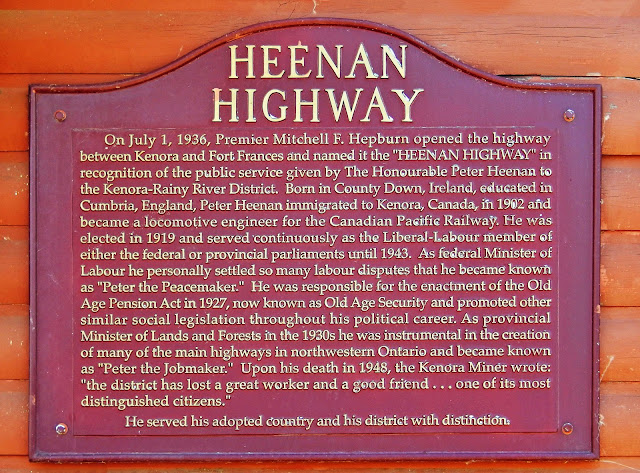 HEENAN
HIGHWAY
On July 1, 1936, Premier Mitchell F. Hepburn opened the highway
between Kenora and Fort Frances and named it the "HEENAN HIGHWAY" in
recognition of the public service given by The Honourable Peter Heenan to
the Kenora-Rainy River District. Born in County Down, Ireland, educated in
Cumbria, England, Peter Heenan immigrated to Kenora, Canada, in 1902 and
became a locomotive engineer for the Canadian Pacific Railway. He was
elected in 1919 and served continuously as the Liberal-Labour member of
either the federal or provincial parliaments until 1943. As federal Minister of
Labour he personally settled so many labour disputes that he became known
as "Peter the Peacemaker." He was responsible for the enactment of the Old
Age Pension Act in 1927, now known as Old Age Security and promoted other
similar social legislation throughout his political career. As provincial
Minister of Lands and Forests in the 1930s he was instrumental in the creation
of many of the main highways in northwestern Ontario and became known
as "Peter the Jobmaker." Upon his death in 1948, the Kenora Miner wrote:
"the district has lost a great worker and a good friend . . . one of its most
distinguished citizens."
He served his adopted country and his district with distinction.